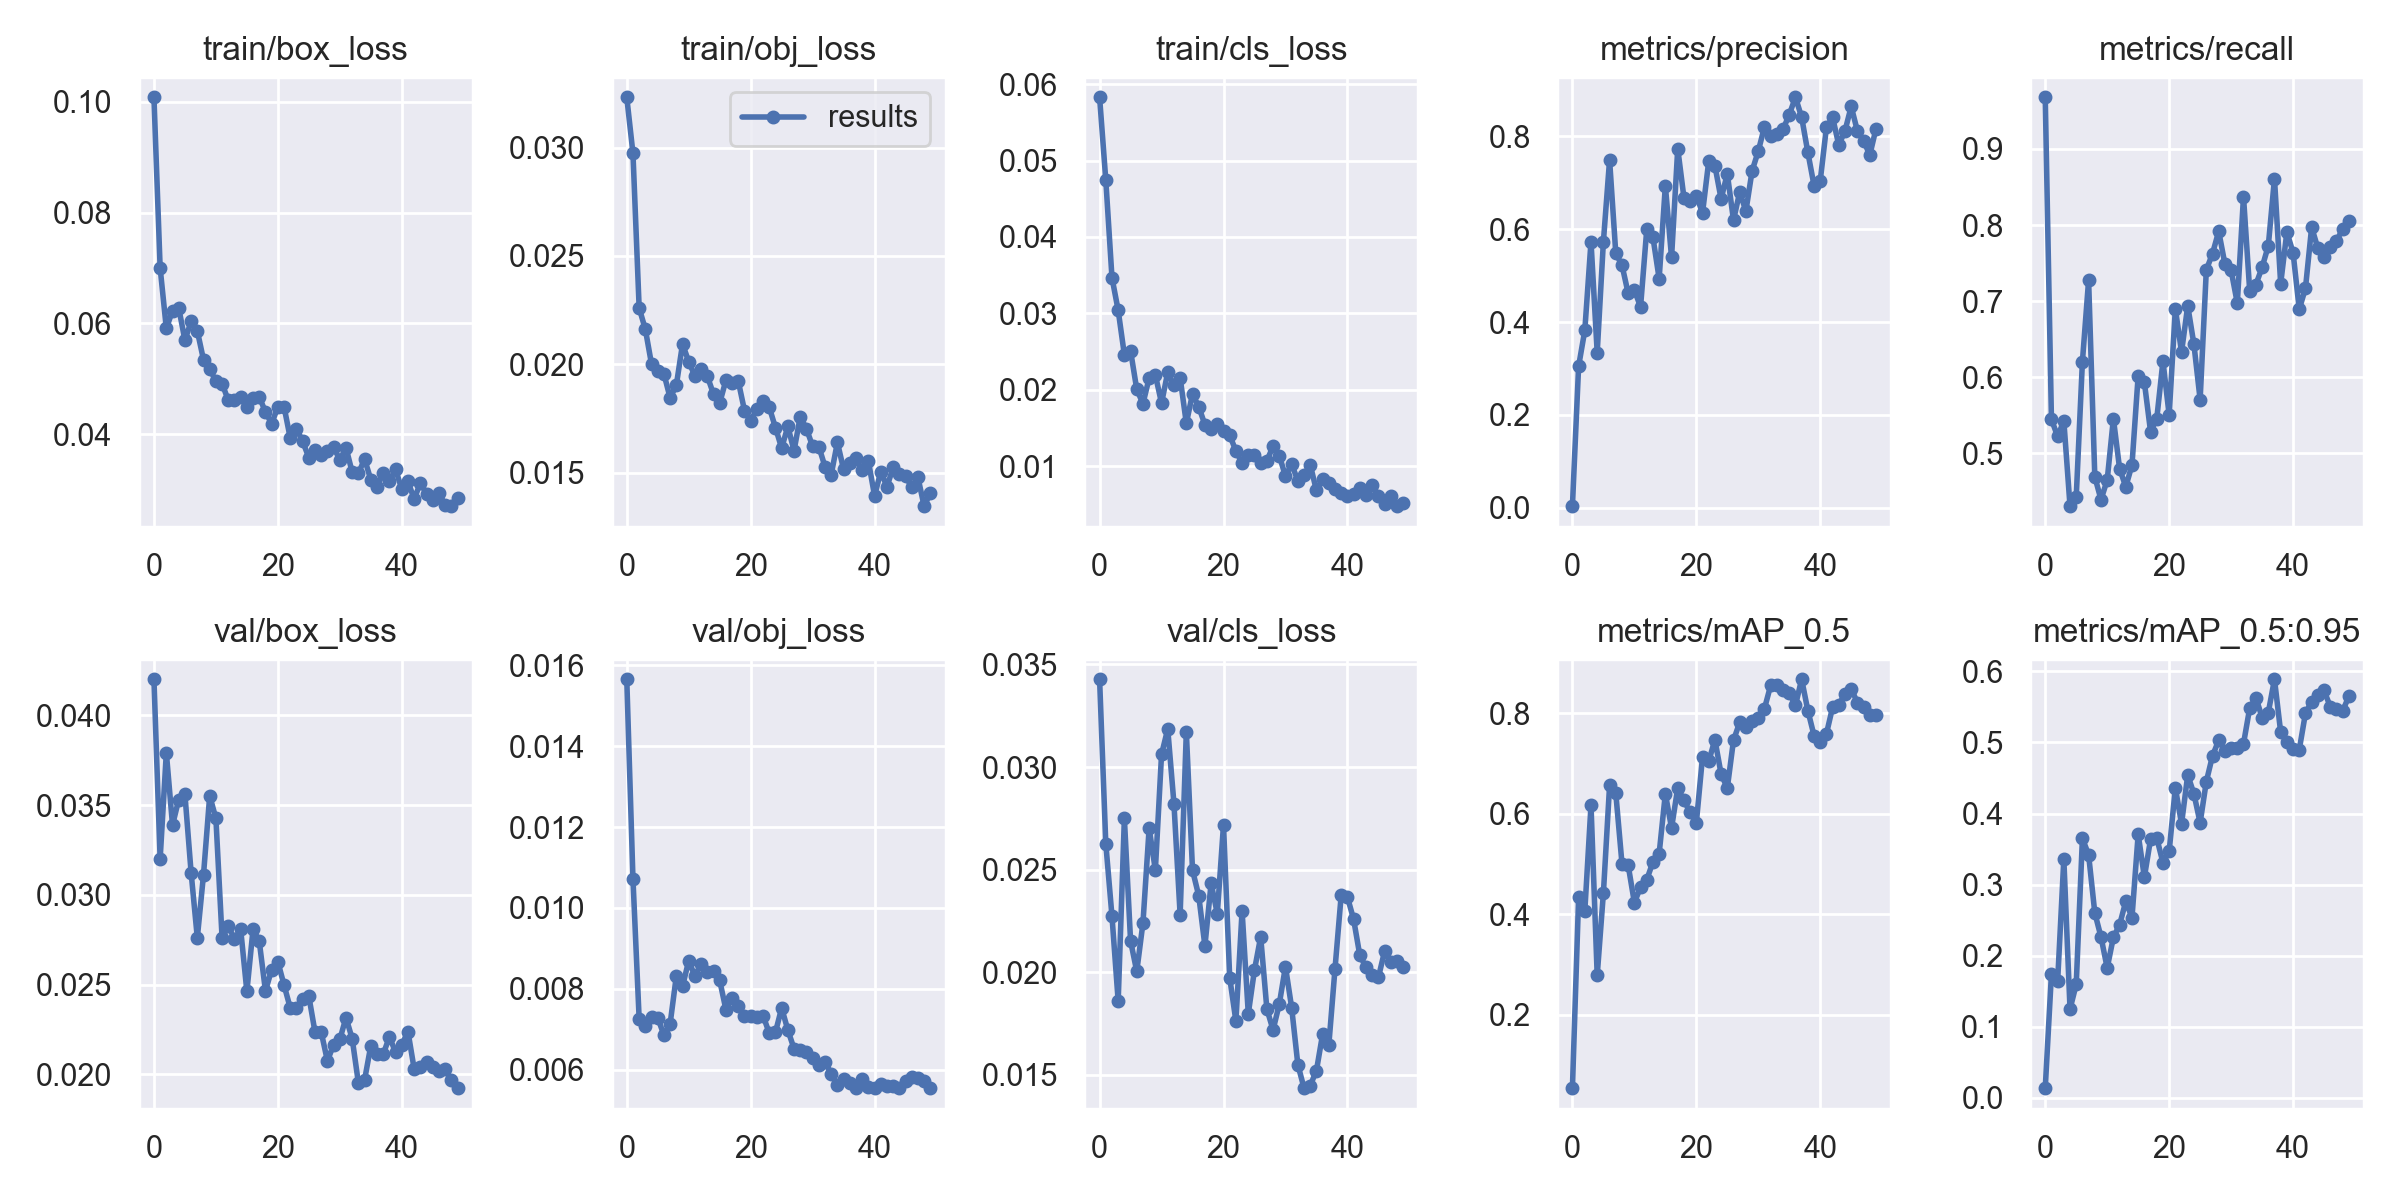 train/box_loss
0.10
0.08
0.06
0.04
0 20 40
train/obj_loss
results
0.030
0.025
0.020
0.015
0 20 40
train/cls_loss
0.06
0.05
0.04
0.03
0.02
0.01
0 20 40
metrics/precision
0.8
0.6
0.4
0.2
0.0
0 20 40
metrics/recall
0.9
0.8
0.7
0.6
0.5
0 20 40
val/box_loss
0.040
0.035
0.030
0.025
0.020
0 20 40
val/obj_loss
0.016
0.014
0.012
0.010
0.008
0.006
0 20 40
val/cls_loss
0.035
0.030
0.025
0.020
0.015
0 20 40
metrics/mAP_0.5
0.8
0.6
0.4
0.2
0 20 40
metrics/mAP_0.5:0.95
0.6
0.5
0.4
0.3
0.2
0.1
0.0
0 20 40